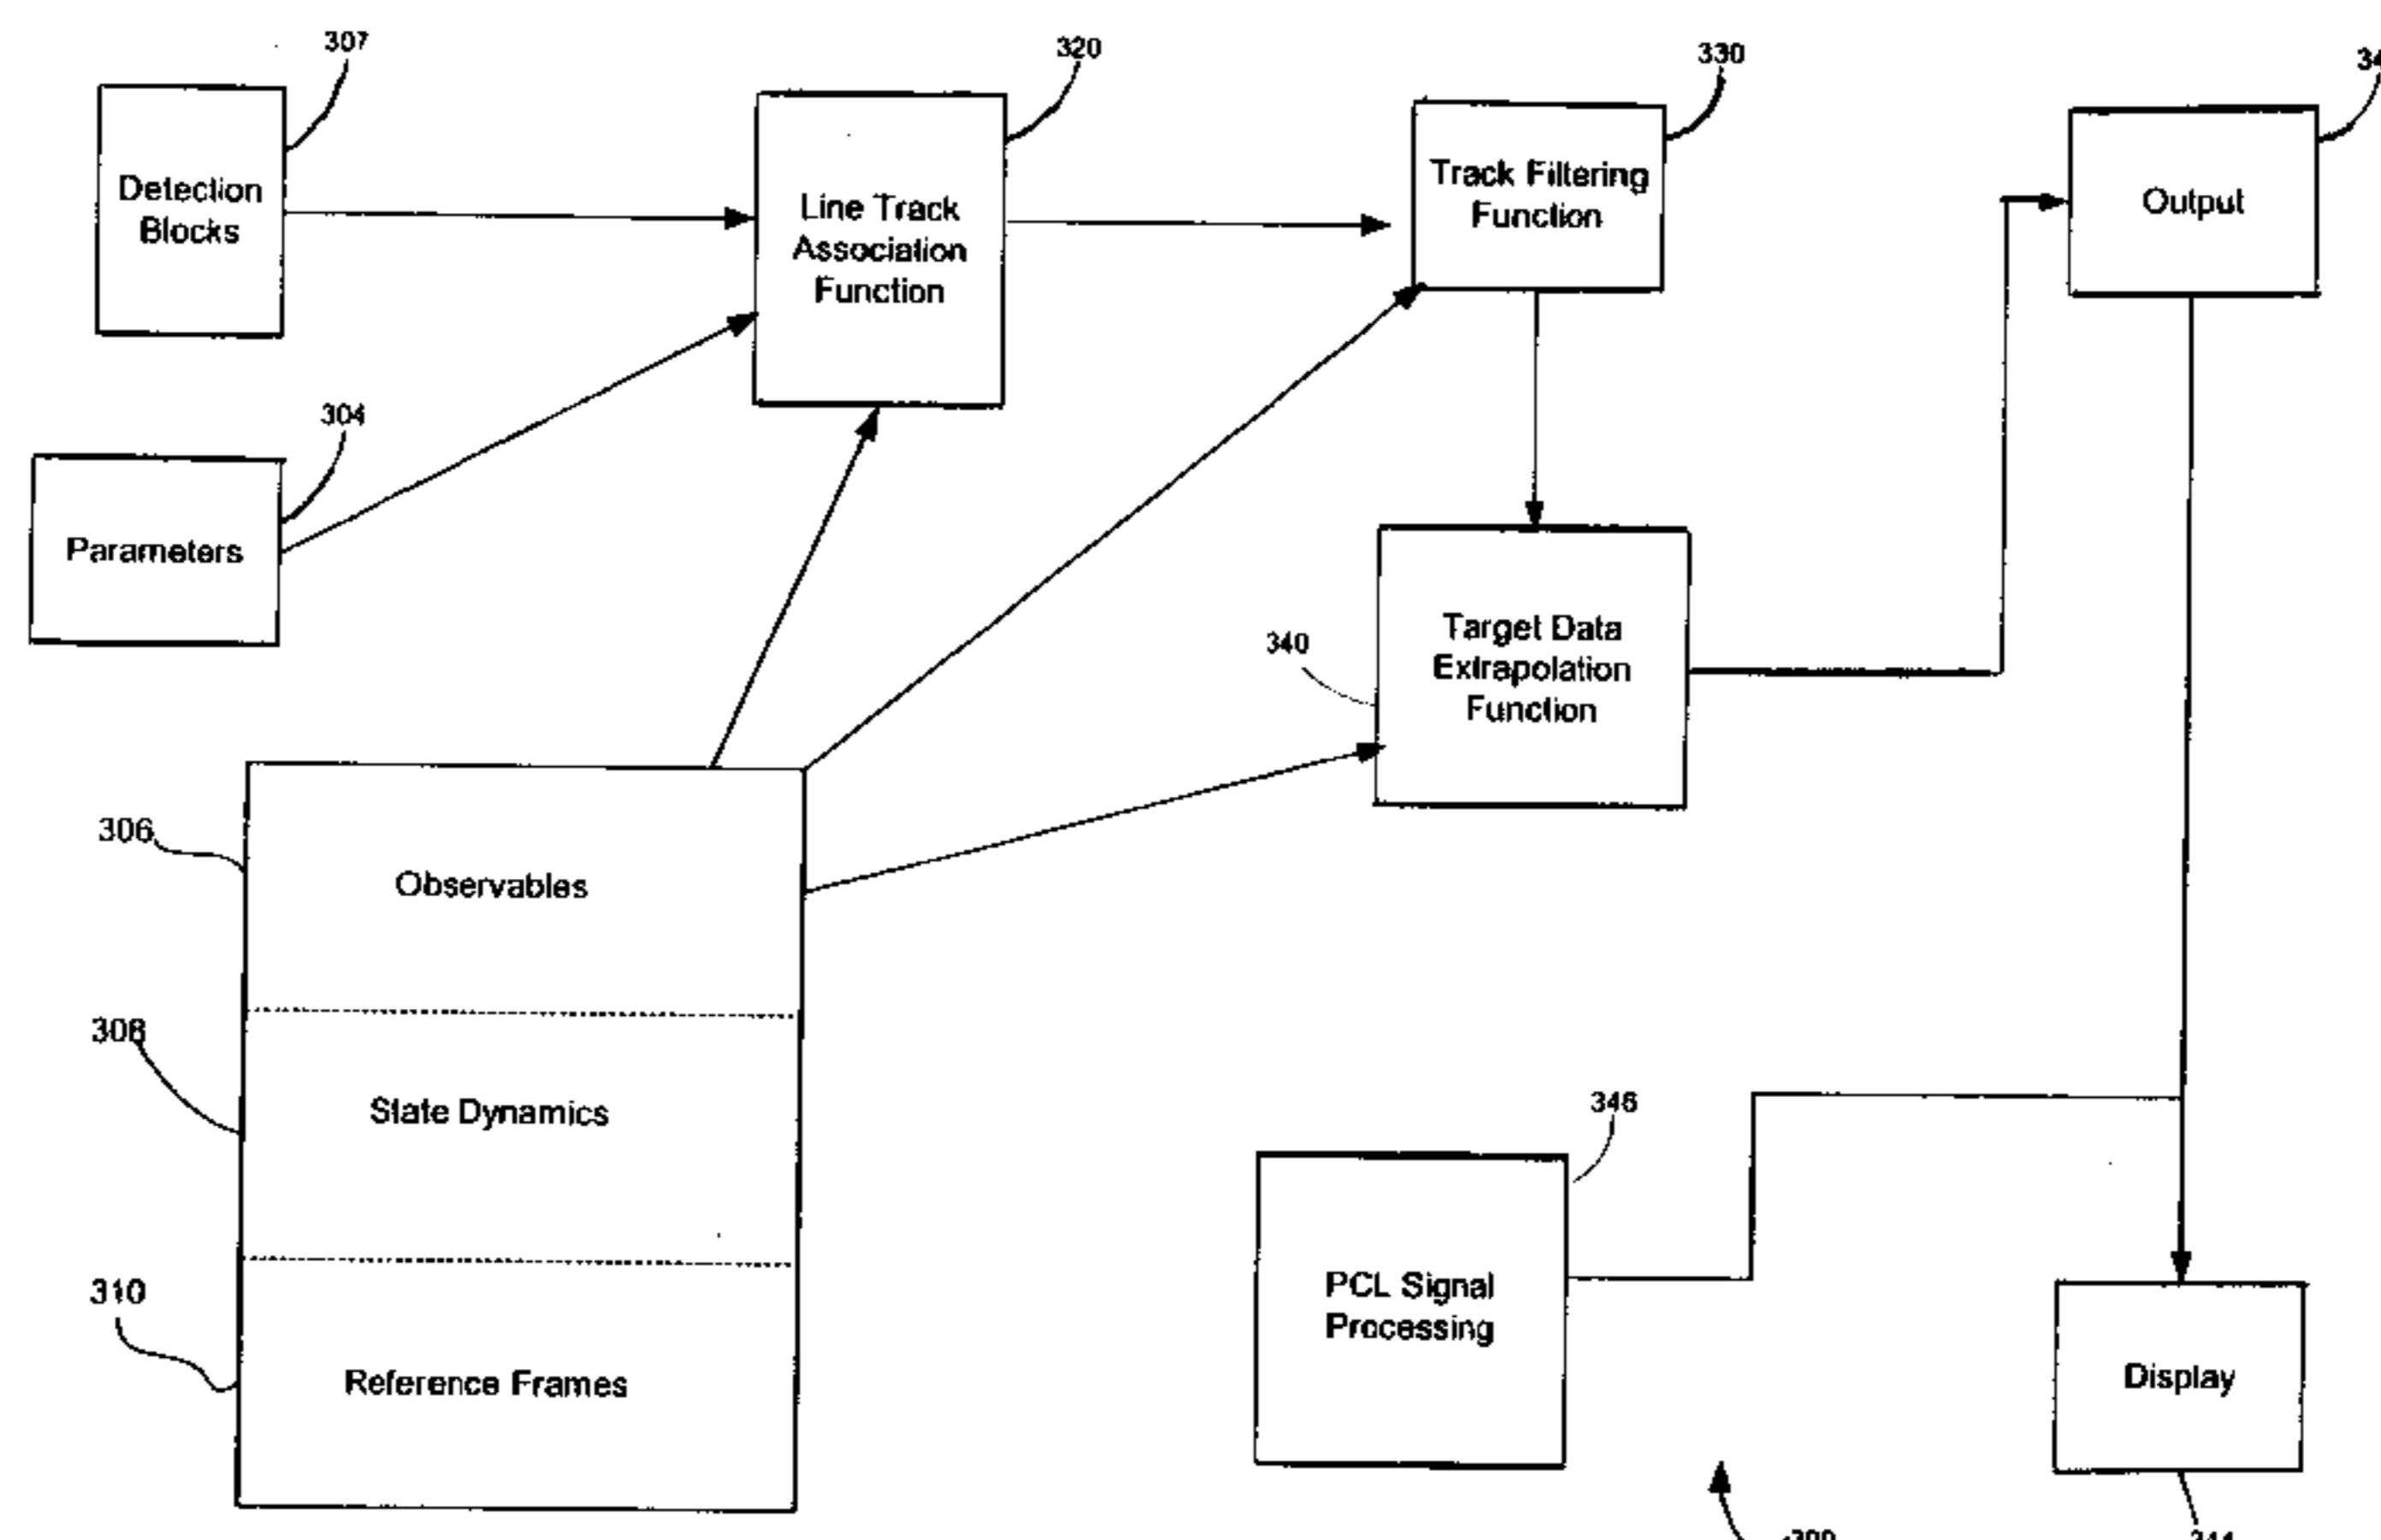 307
320
330
Detection
Blocks
Line Track
Association
Function
Track Filtering
Function
Output
304
Parameters
340
Target Data
Extrapolation
Function
306
Observables
308
State Dynamics
346
310
Reference Frames
PCL Signal
Processing
Display